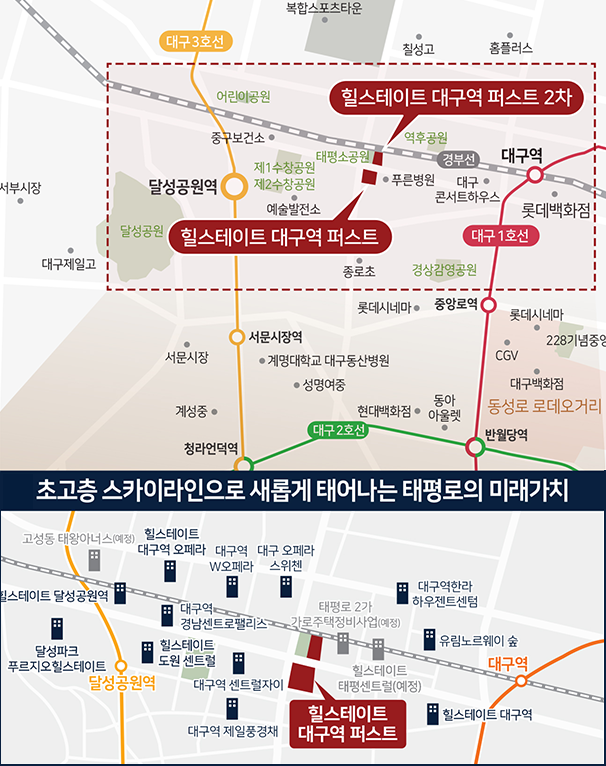 복합스포츠타운
대구3호선
칠성고
홈플러스
어린이공원
힐스테이트 대구역 퍼스트 2차
중구보건소
역후공원
태평소공원
경부선
대구역
제1수창공원
제2수창공원
달성공원역
푸른병원
대구
콘서트하우스
서부시장
예술발전소
롯데백화점
달성공원
힐스테이트 대구역 퍼스트
대구1호선
대구제일고
종로초
경상감영공원
롯데시네마
중앙로역
롯데시네마
서문시장역
228기념중앙
서문시장
계명대학교 대구동산병원
CGV
성명여중
대구백화점
동아
아울렛
동성로 로데오거리
계성중
현대백화점
대구2호선
반월당역
청라언덕역
초고층 스카이라인으로 새롭게 태어나는 태평로의 미래가치
고성동 태왕아너스(예정)
힐스테이트
대구역 오페라
대구역
W오페라
대구 오페라
스위첸
힐스테이트 달성공원역
대구역한라
하우젠트센텀
대구역
경남센트로팰리스
태평로 2가
가로주택정비사업(예정)
달성파크
푸르지오힐스테이트
힐스테이트
도원 센트럴
유림노르웨이 숲
달성공원역
대구역 센트럴자이
힐스테이트
태평센트럴(예정)
대구역
힐스테이트
대구역 퍼스트
힐스테이트 대구역
대구역 제일풍경채